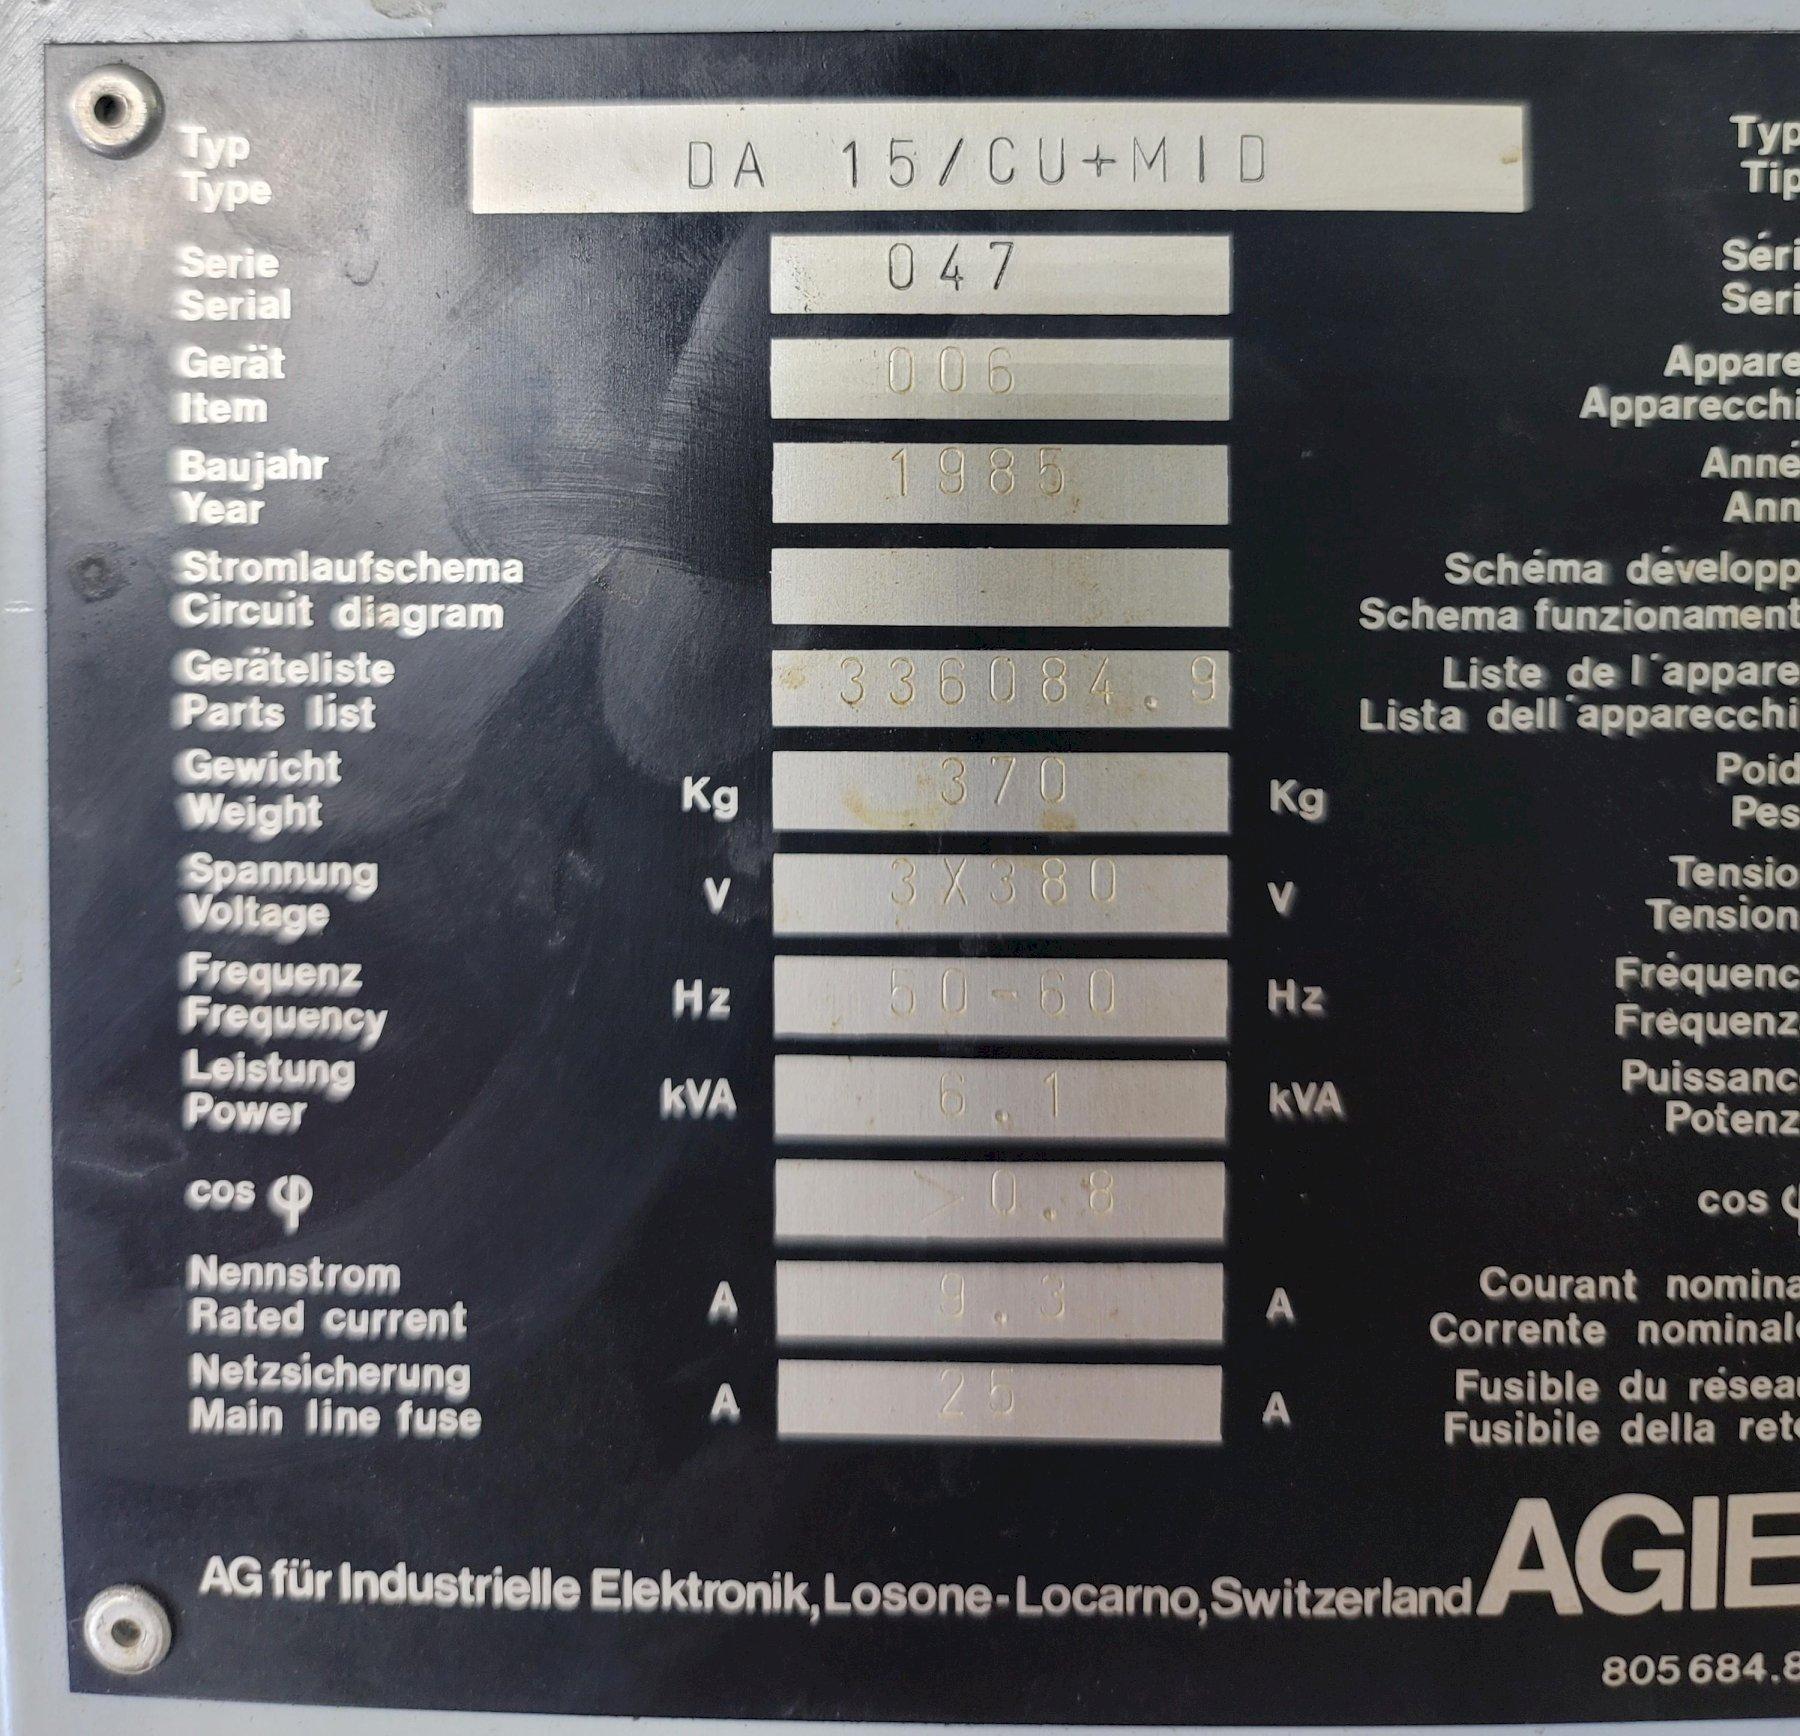 Typ DA 15/CU+MID Typ
Type Tip
Serie 047 Séri
Serial Seri
Gerät 006 Appare
Item Apparecchi
Baujahr 1985 Anné
Year Ann
Stromlaufschema Schéma développ
Circuit diagram Schema funzionament
Geräteliste 336084.9 Liste de l'appare
Parts list Lista dell'apparecchi
Gewicht Kg 370 Kg Poid
Weight Pes
Spannung V 3X380 V Tensio
Voltage Tension
Frequenz Hz 50-60 Hz Fréquenc
Frequency Frequenz
Leistung kVA 6.1 kVA Puissanc
Power Potenz
cos φ >0.8 cos φ
Nennstrom A 9.3 A Courant nomina
Rated current Corrente nominal
Netzsicherung A 25 A Fusible du réseau
Main line fuse Fusibile della rete
AG für Industrielle Elektronik, Losone-Locarno, Switzerland AGIE
805 684.8